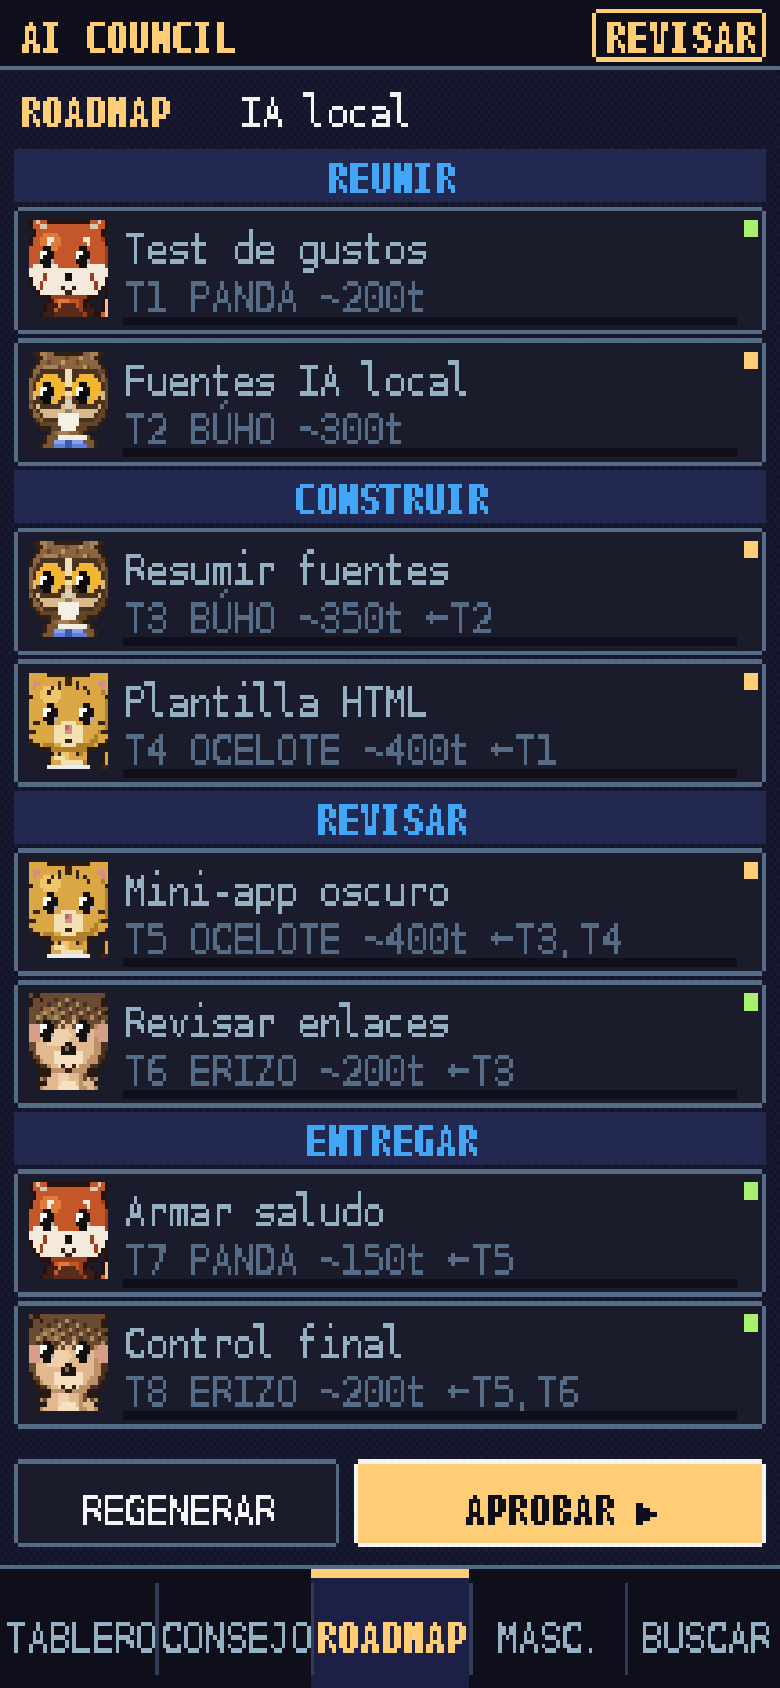 AI COUNCIL
REVISAR
ROADMAP IA local
REUNIR
Test de gustos
T1 PANDA ~200t
Fuentes IA local
T2 BÚHO ~300t
CONSTRUIR
Resumir fuentes
T3 BÚHO ~350t ←T2
Plantilla HTML
T4 OCELOTE ~400t ←T1
REVISAR
Mini-app oscuro
T5 OCELOTE ~400t ←T3,T4
Revisar enlaces
T6 ERIZO ~200t ←T3
ENTREGAR
Armar saludo
T7 PANDA ~150t ←T5
Control final
T8 ERIZO ~200t ←T5,T6
REGENERAR
APROBAR ▶
TABLERO CONSEJO ROADMAP MASC. BUSCAR